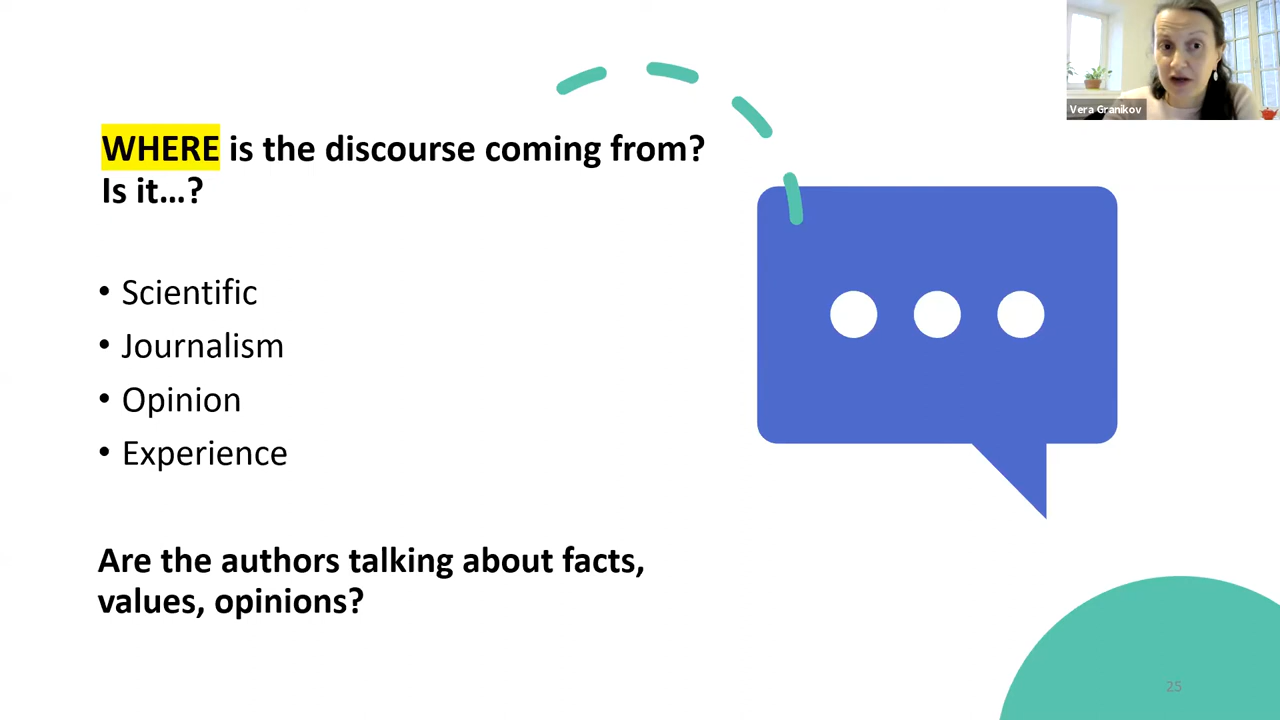 Vera Granikov
WHERE is the discourse coming from?
Is it...?
• Scientific
• Journalism
• Opinion
• Experience
Are the authors talking about facts,
values, opinions?
25